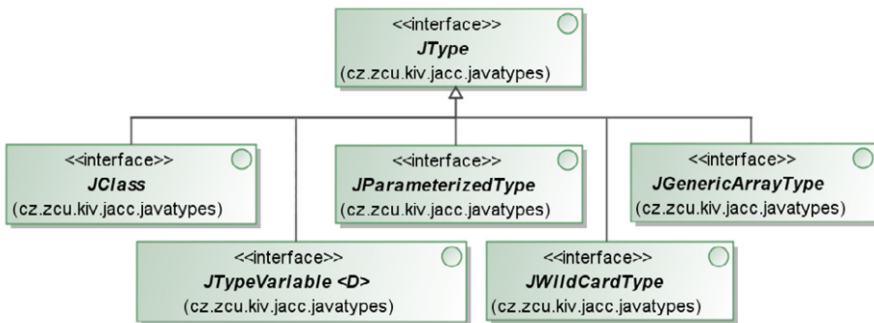 <<interface>>
JType
(cz.zcu.kiv.jacc.javatypes)
<<interface>>
JClass
(cz.zcu.kiv.jacc.javatypes)
<<interface>>
JParameterizedType
(cz.zcu.kiv.jacc.javatypes)
<<interface>>
JGenericArrayType
(cz.zcu.kiv.jacc.javatypes)
<<interface>>
JTypeVariable <D>
(cz.zcu.kiv.jacc.javatypes)
<<interface>>
JWildCardType
(cz.zcu.kiv.jacc.javatypes)